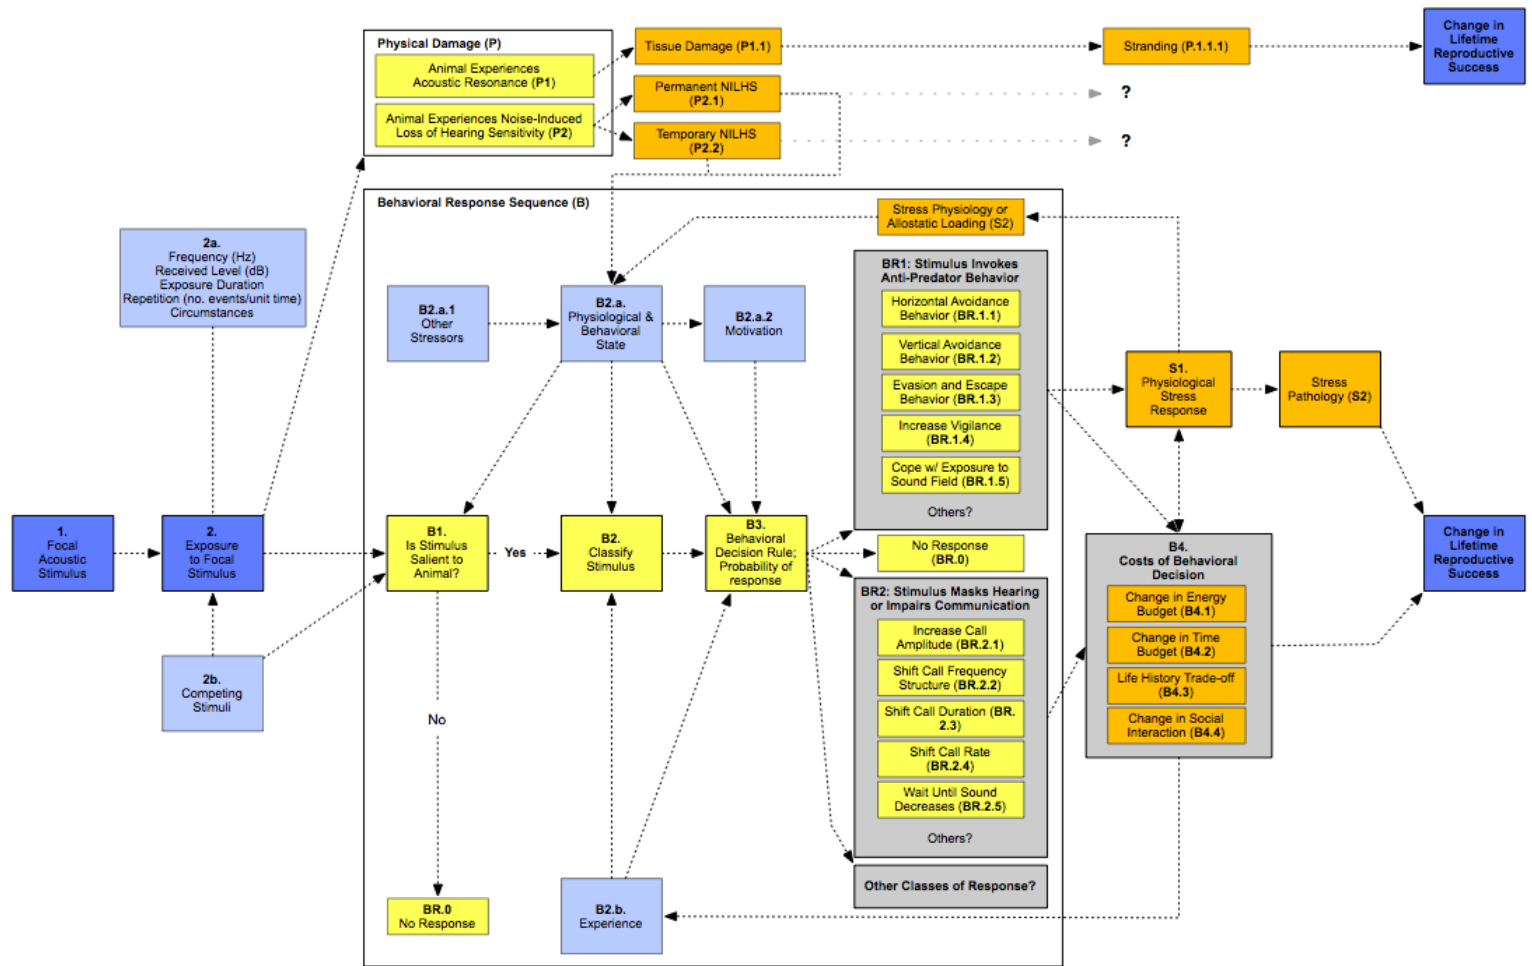 Physical Damage (P)
Animal Experiences
Acoustic Resonance (P1)
Animal Experiences Noise-Induced
Loss of Hearing Sensitivity (P2)
Tissue Damage (P1.1)
Permanent NILHS
(P2.1)
Temporary NILHS
(P2.2)
Stranding (P.1.1.1)
?
?
Change in
Lifetime
Reproductive
Success
Behavioral Response Sequence (B)
Stress Physiology or
Allostatic Loading (S2)
2a.
Frequency (Hz)
Received Level (dB)
Exposure Duration
Repetition (no. events/unit time)
Circumstances
B2.a.1
Other
Stressors
B2.a.
Physiological &
Behavioral
State
B2.a.2
Motivation
BR1: Stimulus Invokes
Anti-Predator Behavior
Horizontal Avoidance
Behavior (BR.1.1)
Vertical Avoidance
Behavior (BR.1.2)
Evasion and Escape
Behavior (BR.1.3)
Increase Vigilance
(BR.1.4)
Cope w/ Exposure to
Sound Field (BR.1.5)
Others?
S1.
Physiological
Stress
Response
Stress
Pathology (S2)
1.
Focal
Acoustic
Stimulus
2.
Exposure
to Focal
Stimulus
B1.
Is Stimulus
Salient to
Animal?
Yes
B2.
Classify
Stimulus
B3.
Behavioral
Decision Rule;
Probability of
response
No Response
(BR.0)
BR2: Stimulus Masks Hearing
or Impairs Communication
Increase Call
Amplitude (BR.2.1)
Shift Call Frequency
Structure (BR.2.2)
Shift Call Duration (BR.
2.3)
Shift Call Rate
(BR.2.4)
Wait Until Sound
Decreases (BR.2.5)
Others?
Other Classes of Response?
B4.
Costs of Behavioral
Decision
Change in Energy
Budget (B4.1)
Change in Time
Budget (B4.2)
Life History Trade-off
(B4.3)
Change in Social
Interaction (B4.4)
Change in
Lifetime
Reproductive
Success
2b.
Competing
Stimuli
No
BR.0
No Response
B2.b.
Experience